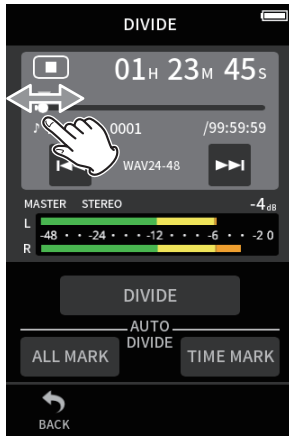 DIVIDE
01H 23M 45S
0001 /99:59:59
WAV24-48
MASTER STEREO -4dB
L
-48 · · -24 · · · -12 · · · -6 · · -2 0
R
DIVIDE
AUTO
DIVIDE
ALL MARK TIME MARK
BACK